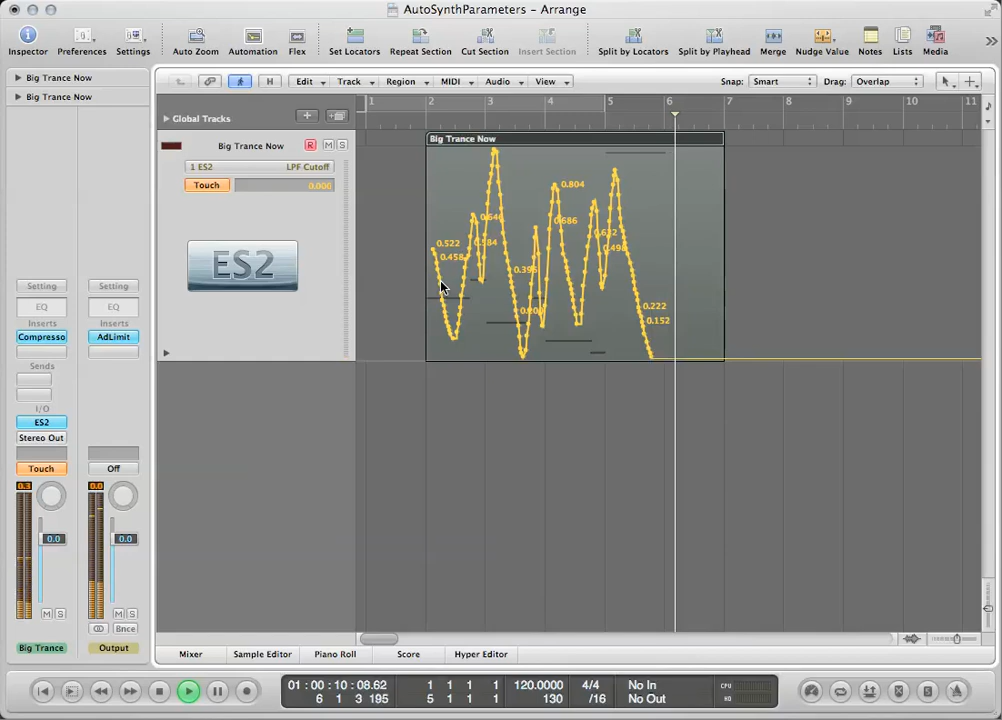 AutoSynthParameters – Arrange
Inspector Preferences Settings Auto Zoom Automation Flex Set Locators Repeat Section Cut Section Insert Section Split by Locators Split by Playhead Merge Nudge Value Notes Lists Media
Big Trance Now
Big Trance Now
H Edit Track Region MIDI Audio View Snap: Smart Drag: Overlap
Global Tracks
1 2 3 4 5 6 7 8 9 10 11
Big Trance Now R M S
1 ES2 LPF Cutoff
Touch 0.000
ES2
Big Trance Now
0.522
0.458
0.584
0.804
0.686
0.222
0.152
Setting Setting
EQ EQ
Inserts Inserts
Compresso AdLimit
Sends
I/O
ES2
Stereo Out
Touch Off
0.3 0.0
0.0 0.0
M S M S
Bnce
Big Trance Output
Mixer Sample Editor Piano Roll Score Hyper Editor
01 : 00 : 10 : 08.62 1 1 1 1 120.0000 4/4 No In CPU
6 1 3 195 1 1 1 1 130 /16 No Out HD